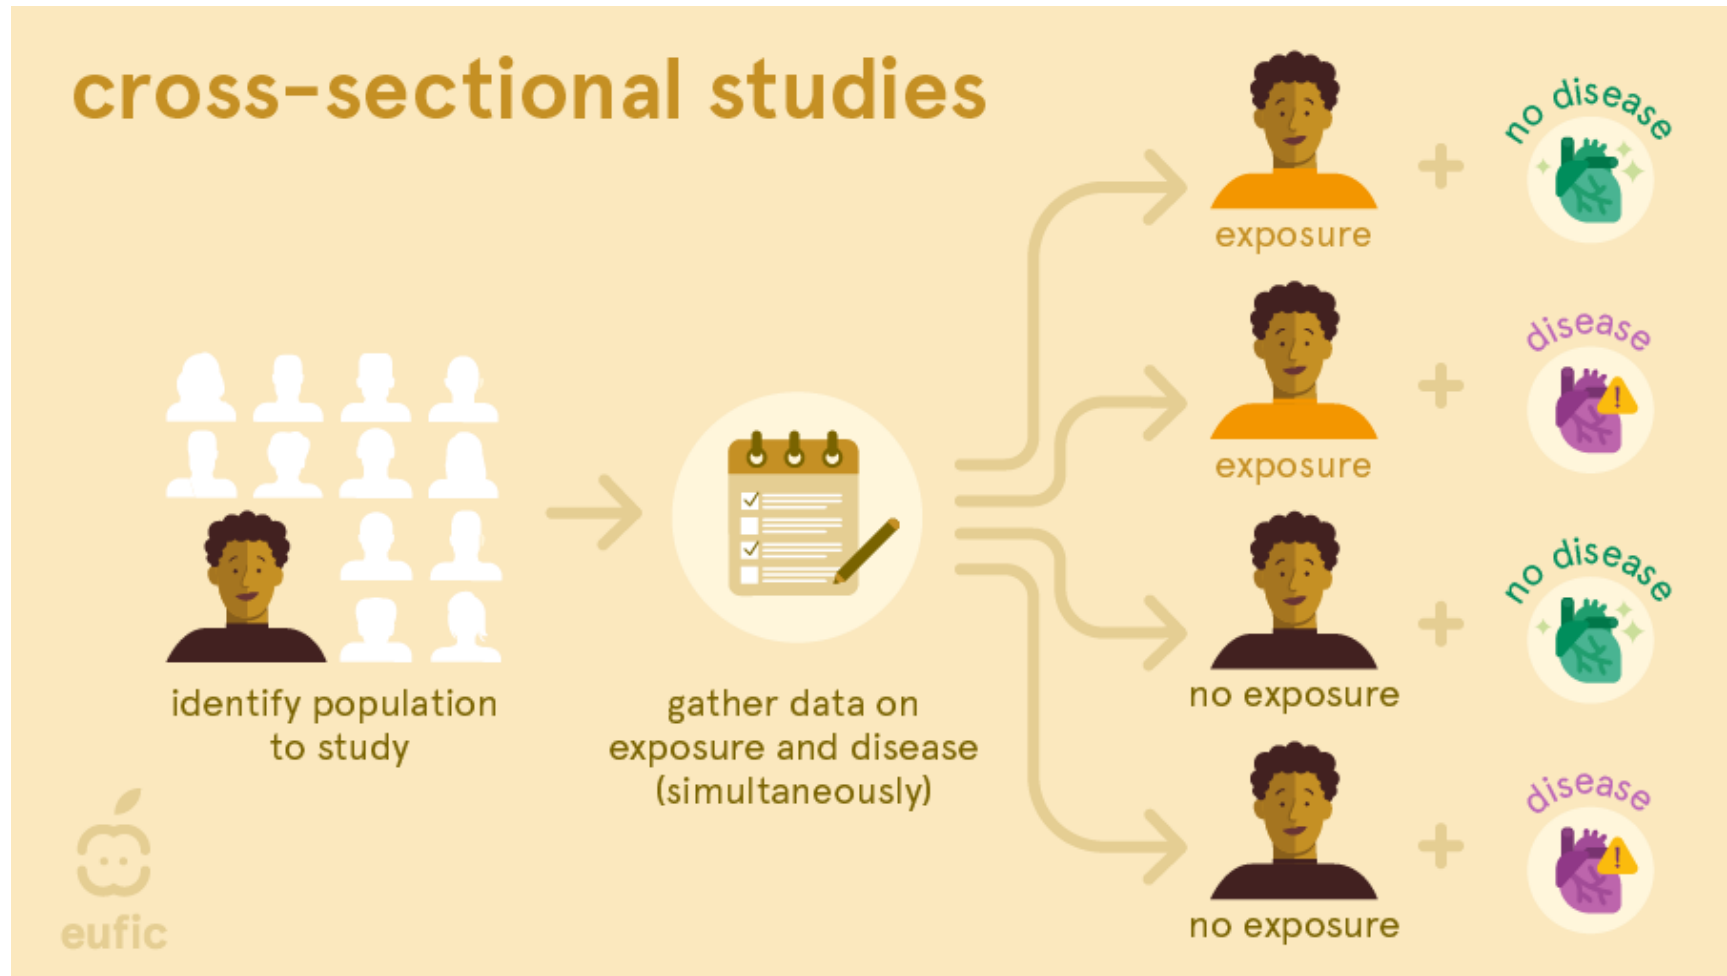 cross-sectional studies
identify population
to study
gather data on
exposure and disease
(simultaneously)
exposure
no disease
exposure
disease
no exposure
no disease
no exposure
disease
eufic